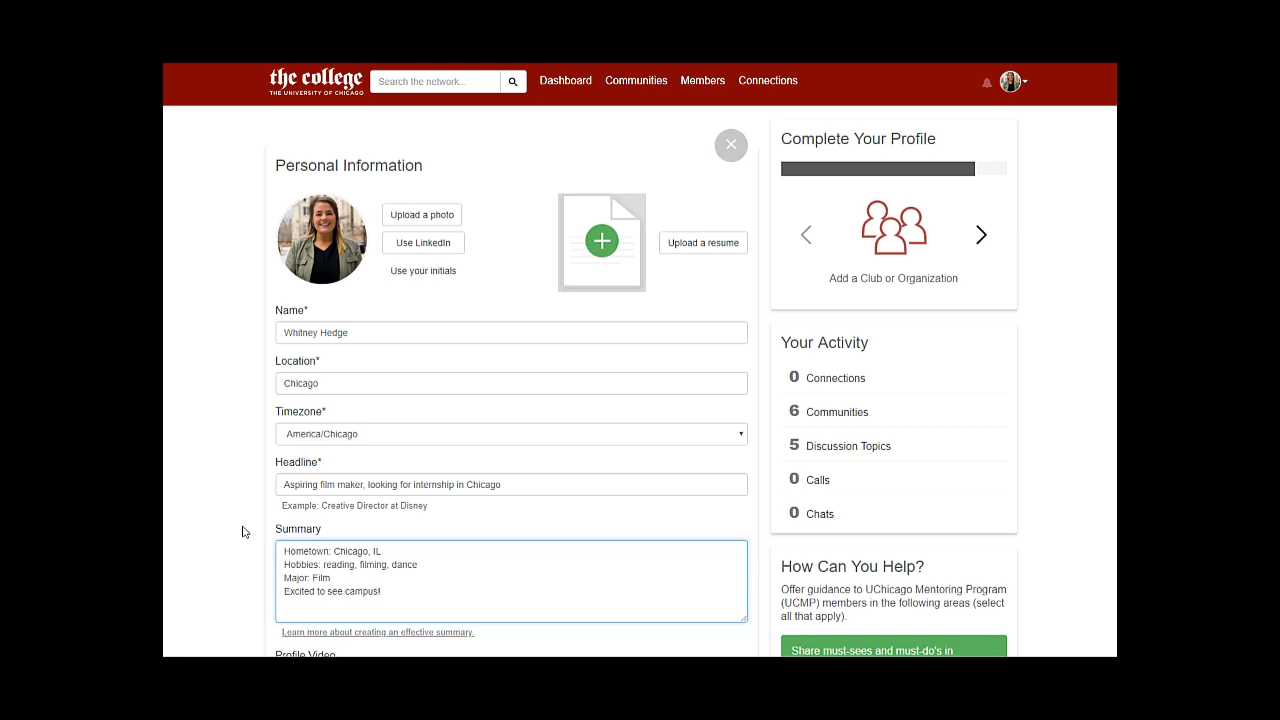 the college
THE UNIVERSITY OF CHICAGO
Search the network...
Dashboard
Communities
Members
Connections
Personal Information
Upload a photo
Use LinkedIn
Use your initials
Upload a resume
Name*
Whitney Hedge
Location*
Chicago
Timezone*
America/Chicago
Headline*
Aspiring film maker, looking for internship in Chicago
Example: Creative Director at Disney
Summary
Hometown: Chicago, IL
Hobbies: reading, filming, dance
Major: Film
Excited to see campus!
Learn more about creating an effective summary.
Profile Video
Complete Your Profile
Add a Club or Organization
Your Activity
0 Connections
6 Communities
5 Discussion Topics
0 Calls
0 Chats
How Can You Help?
Offer guidance to UChicago Mentoring Program
(UCMP) members in the following areas (select
all that apply).
Share must-sees and must-do's in